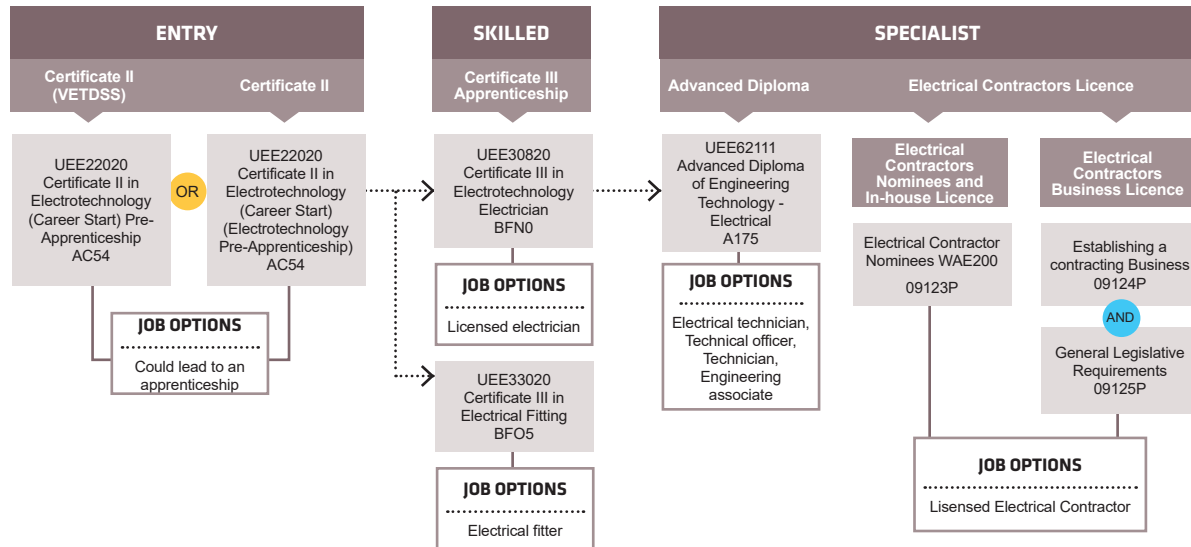 ENTRY
Certificate II
(VETDSS)
Certificate II
UEE22020
Certificate II in
Electrotechnology
(Career Start) Pre-
Apprenticeship
AC54
OR
UEE22020
Certificate II in
Electrotechnology
(Career Start)
(Electrotechnology
Pre-Apprenticeship)
AC54
JOB OPTIONS
Could lead to an
apprenticeship
SKILLED
Certificate III
Apprenticeship
UEE30820
Certificate III in
Electrotechnology
Electrician
BFN0
JOB OPTIONS
Licensed electrician
UEE33020
Certificate III in
Electrical Fitting
BFO5
JOB OPTIONS
Electrical fitter
SPECIALIST
Advanced Diploma
Electrical Contractors Licence
UEE62111
Advanced Diploma
of Engineering
Technology -
Electrical
A175
JOB OPTIONS
Electrical technician,
Technical officer,
Technician,
Engineering
associate
Electrical
Contractors
Nominees and
In-house Licence
Electrical Contractor
Nominees WAE200
09123P
Electrical
Contractors
Business Licence
Establishing a
contracting Business
09124P
AND
General Legislative
Requirements
09125P
JOB OPTIONS
Lisensed Electrical Contractor